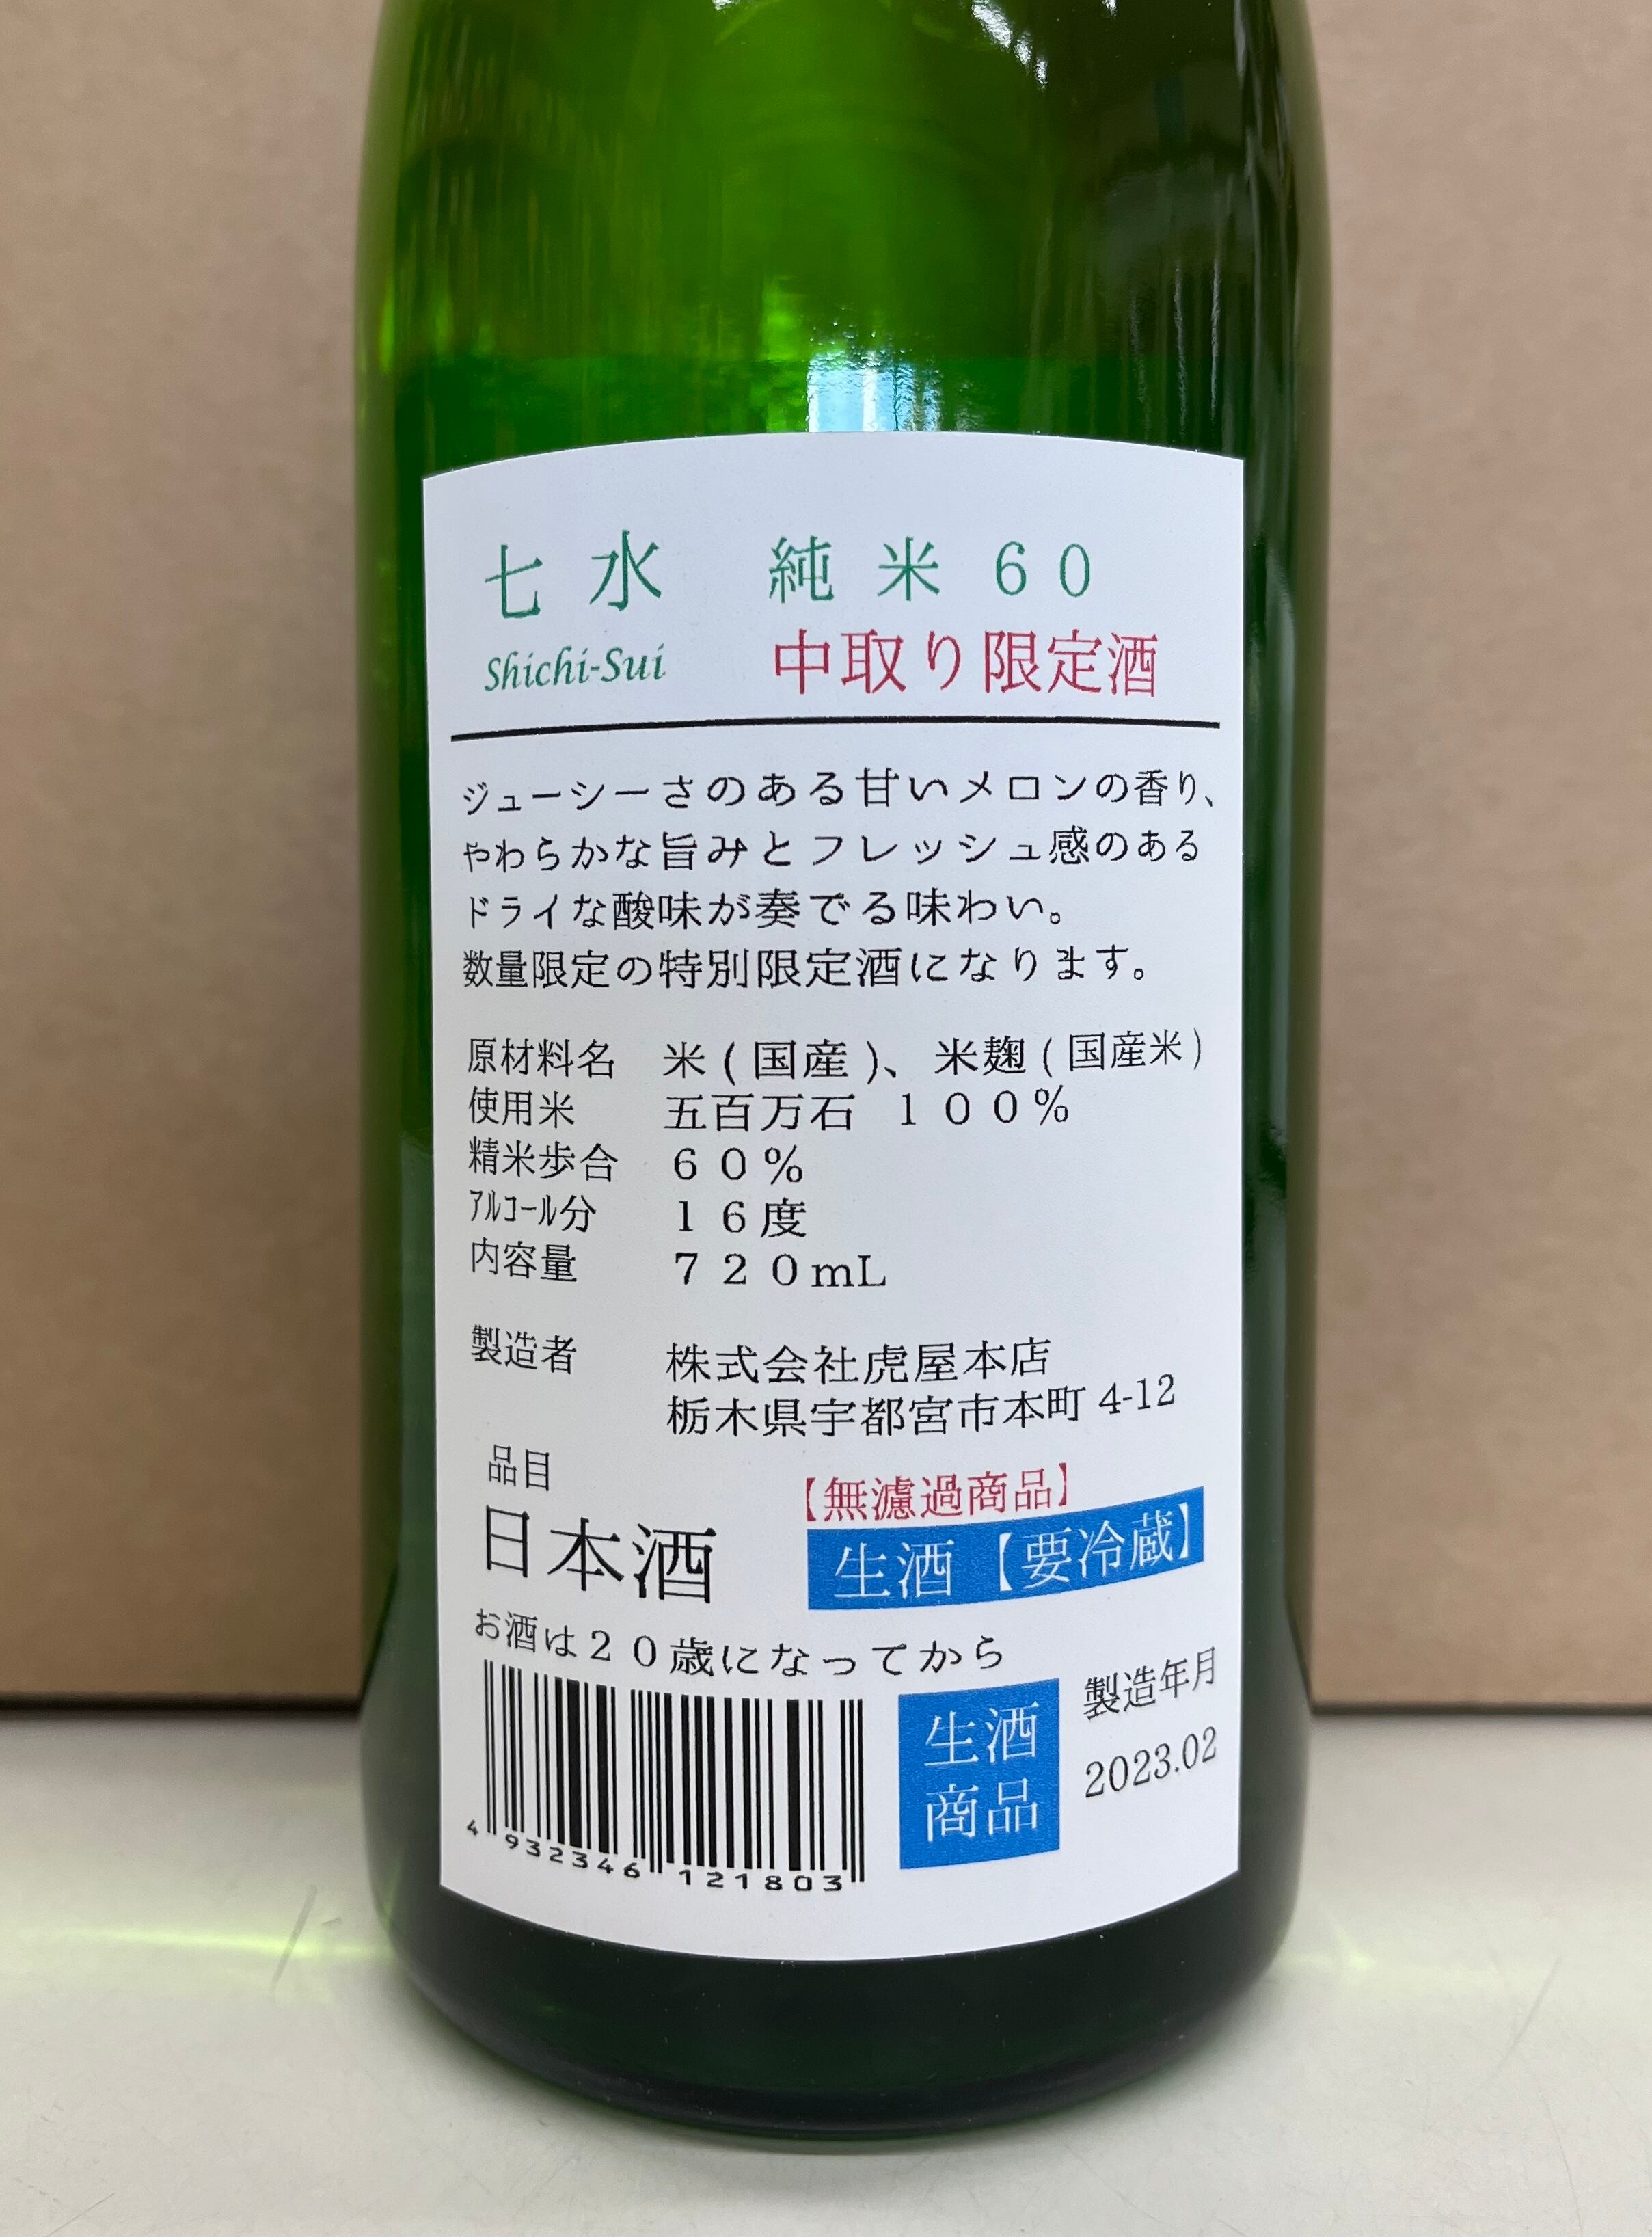 七水 純米60
Shichi-Sui 中取り限定酒
ジューシーさのある甘いメロンの香り、
やわらかな旨みとフレッシュ感のある
ドライな酸味が奏でる味わい。
数量限定の特別限定酒になります。
原材料名 米(国産)、米麹(国産米)
使用米 五百万石 100%
精米歩合 60%
アルコール分 16度
内容量 720mL
製造者 株式会社虎屋本店
栃木県宇都宮市本町4-12
品目
日本酒
【無濾過商品】
生酒【要冷蔵】
お酒は20歳になってから
生酒
商品
製造年月
2023.02
4 932346 121803